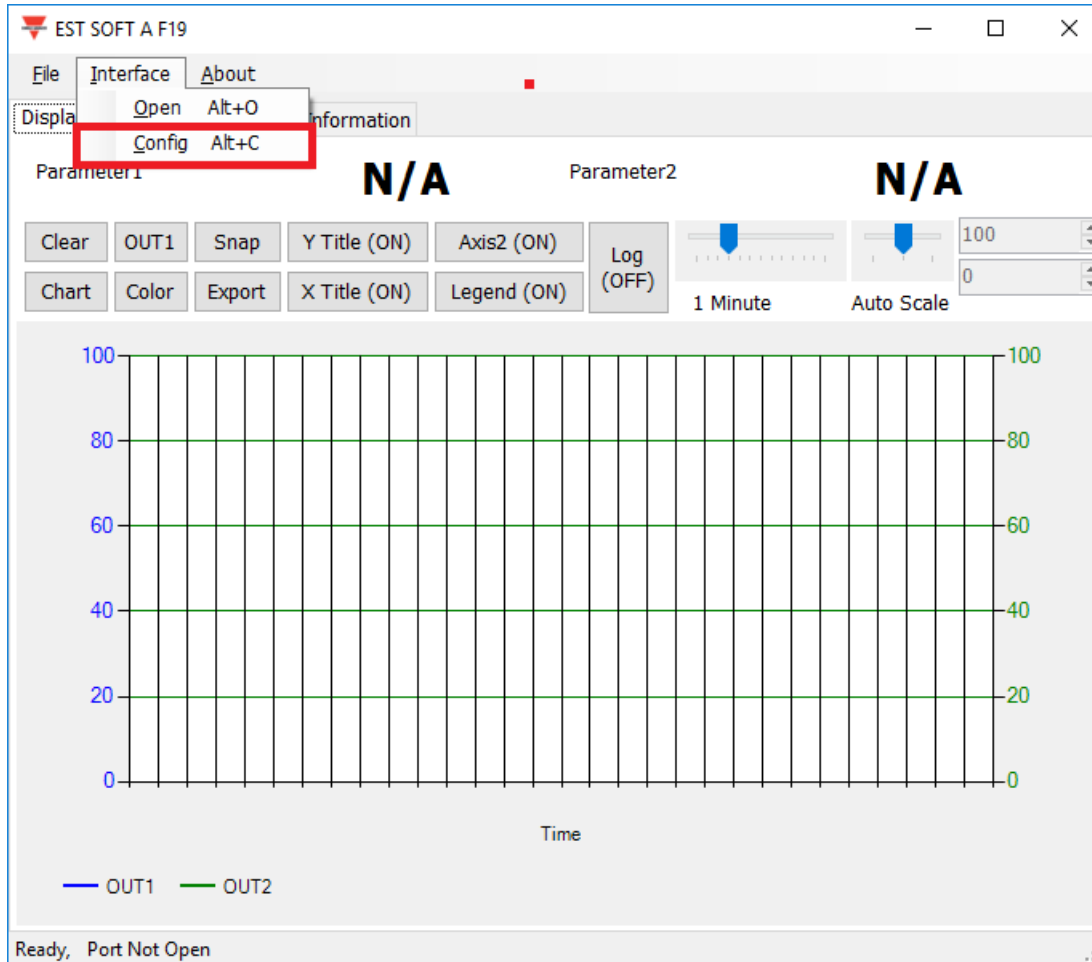 EST SOFT A F19
File Interface About
Open Alt+O
Config Alt+C
Information
Parameter1 N/A Parameter2 N/A
Clear OUT1 Snap Y Title (ON) Axis2 (ON) Log (OFF) 100
Chart Color Export X Title (ON) Legend (ON) 1 Minute Auto Scale 0
100 100
80 80
60 60
40 40
20 20
0 0
Time
OUT1 OUT2
Ready, Port Not Open